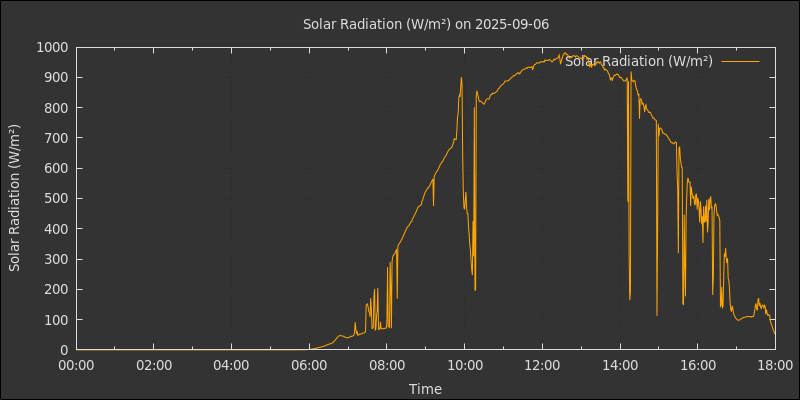 Solar Radiation (W/m²) on 2025-09-06
Solar Radiation (W/m²)
Solar Radiation (W/m²)
1000
900
800
700
600
500
400
300
200
100
0
00:00 02:00 04:00 06:00 08:00 10:00 12:00 14:00 16:00 18:00
Time